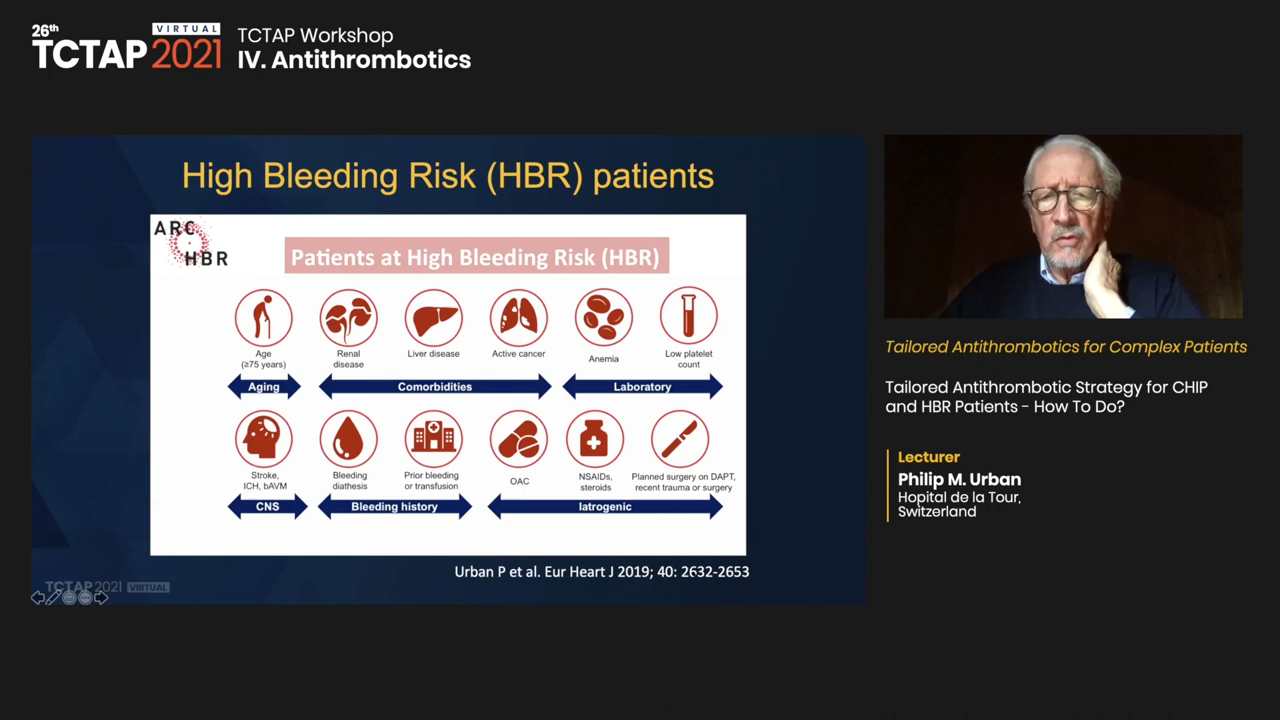 26th
VIRTUAL
TCTAP 2021
TCTAP Workshop
IV. Antithrombotics
High Bleeding Risk (HBR) patients
ARC
HBR
Patients at High Bleeding Risk (HBR)
Age
(≥75 years)
Renal
disease
Liver disease
Active cancer
Anemia
Low platelet
count
Aging
Comorbidities
Laboratory
Stroke,
ICH, bAVM
Bleeding
diathesis
Prior bleeding
or transfusion
OAC
NSAIDs,
steroids
Planned surgery on DAPT,
recent trauma or surgery
CNS
Bleeding history
Iatrogenic
Urban P et al. Eur Heart J 2019; 40: 2632-2653
TCTAP 2021 VIRTUAL
Tailored Antithrombotics for Complex Patients
Tailored Antithrombotic Strategy for CHIP
and HBR Patients - How To Do?
Lecturer
Philip M. Urban
Hopital de la Tour,
Switzerland